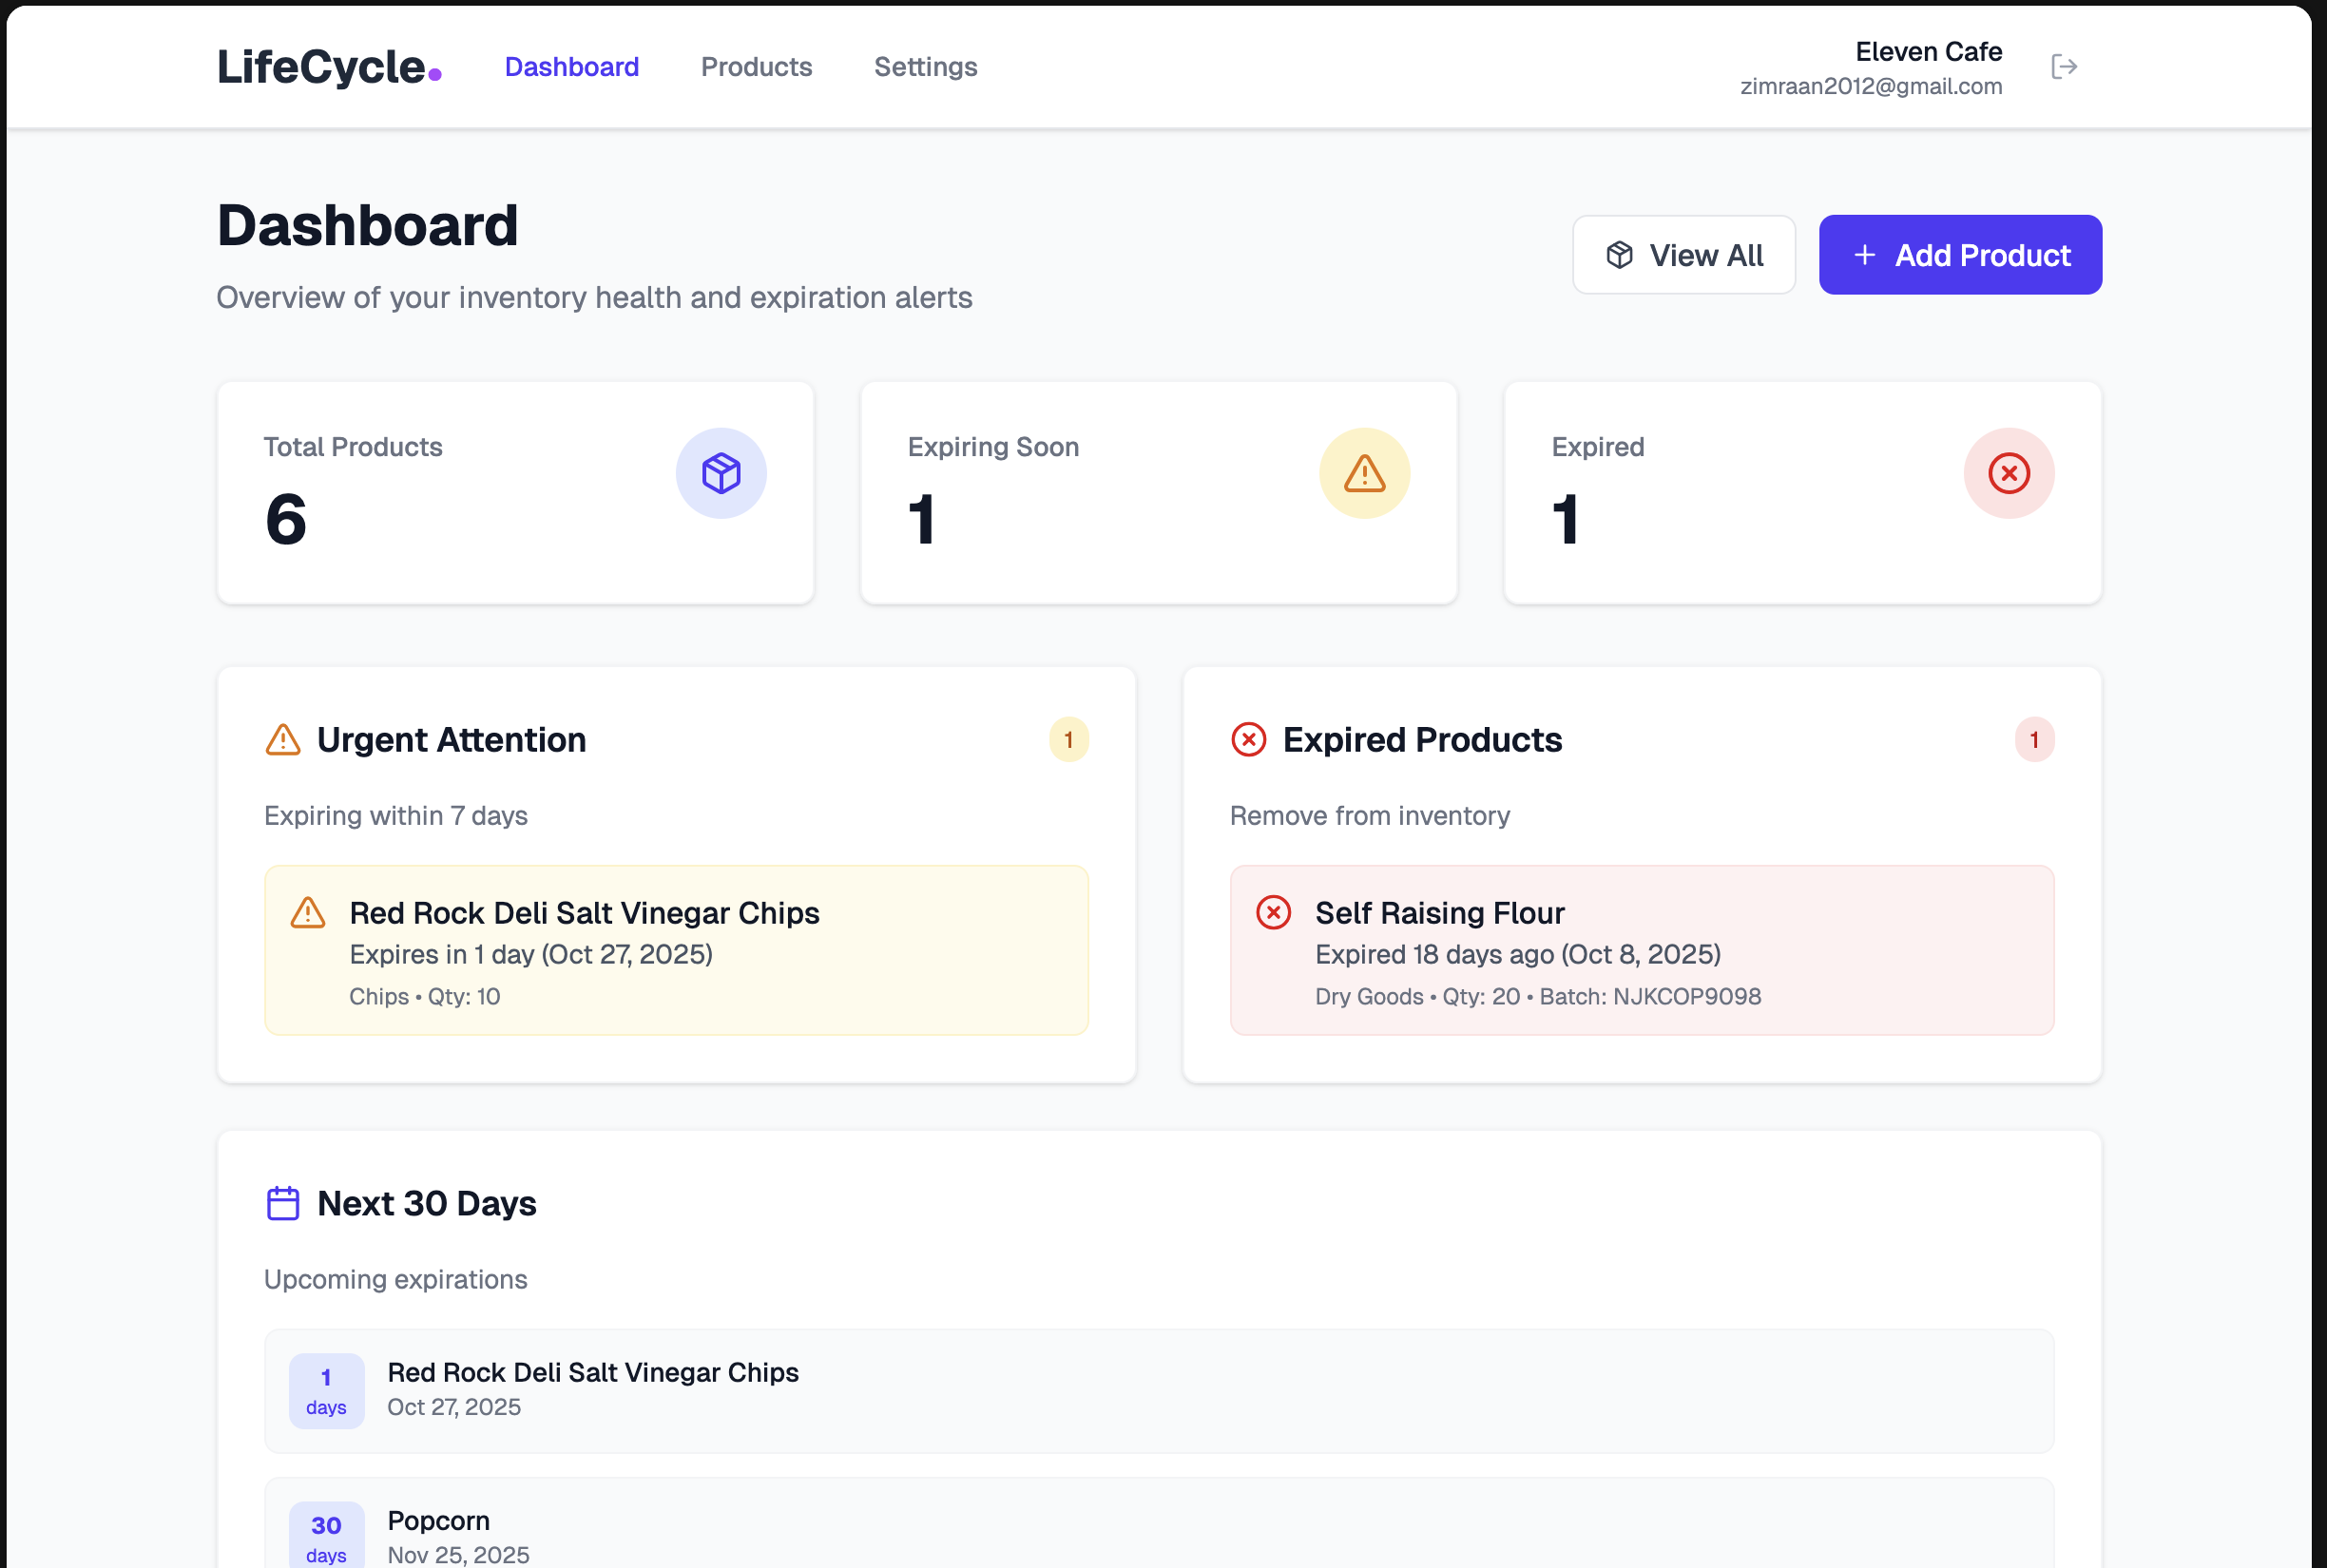 LifeCycle.
Dashboard
Products
Settings
Eleven Cafe
zimraan2012@gmail.com
Dashboard
Overview of your inventory health and expiration alerts
View All
+ Add Product
Total Products
6
Expiring Soon
1
Expired
1
Urgent Attention
1
Expiring within 7 days
Red Rock Deli Salt Vinegar Chips
Expires in 1 day (Oct 27, 2025)
Chips • Qty: 10
Expired Products
1
Remove from inventory
Self Raising Flour
Expired 18 days ago (Oct 8, 2025)
Dry Goods • Qty: 20 • Batch: NJKCOP9098
Next 30 Days
Upcoming expirations
1
days
Red Rock Deli Salt Vinegar Chips
Oct 27, 2025
30
days
Popcorn
Nov 25, 2025